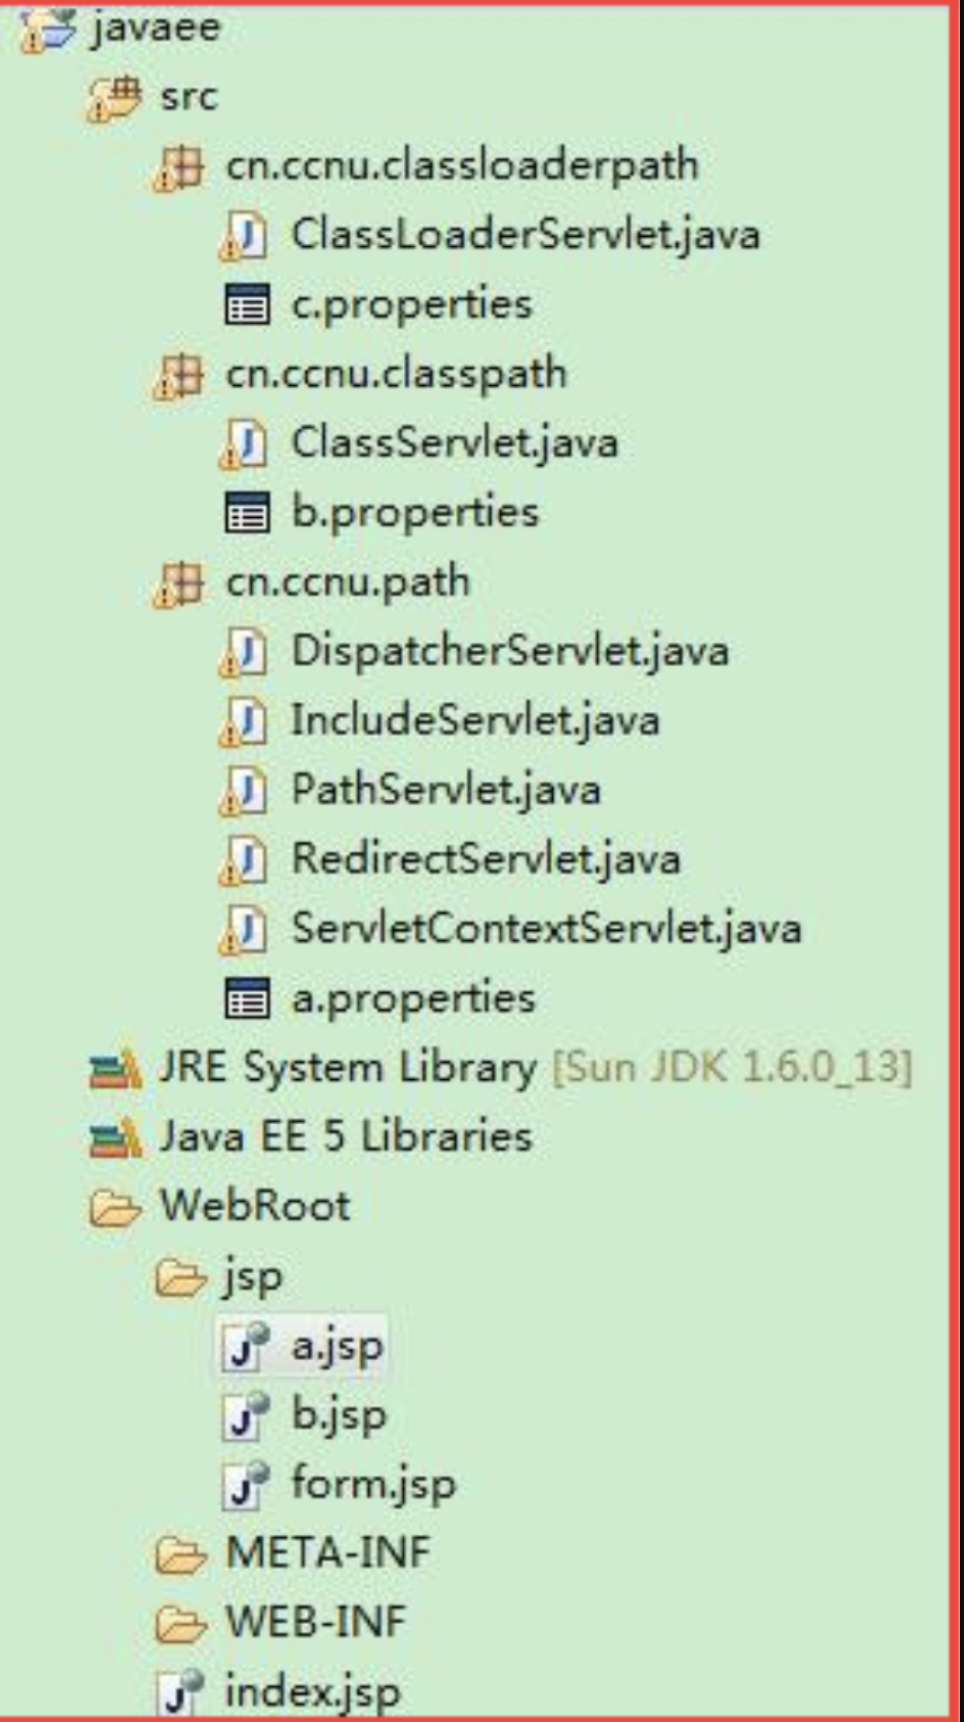 javaee
src
cn.ccnu.classloaderpath
ClassLoaderServlet.java
c.properties
cn.ccnu.classpath
ClassServlet.java
b.properties
cn.ccnu.path
DispatcherServlet.java
IncludeServlet.java
PathServlet.java
RedirectServlet.java
ServletContextServlet.java
a.properties
JRE System Library [Sun JDK 1.6.0_13]
Java EE 5 Libraries
WebRoot
jsp
a.jsp
b.jsp
form.jsp
META-INF
WEB-INF
index.jsp